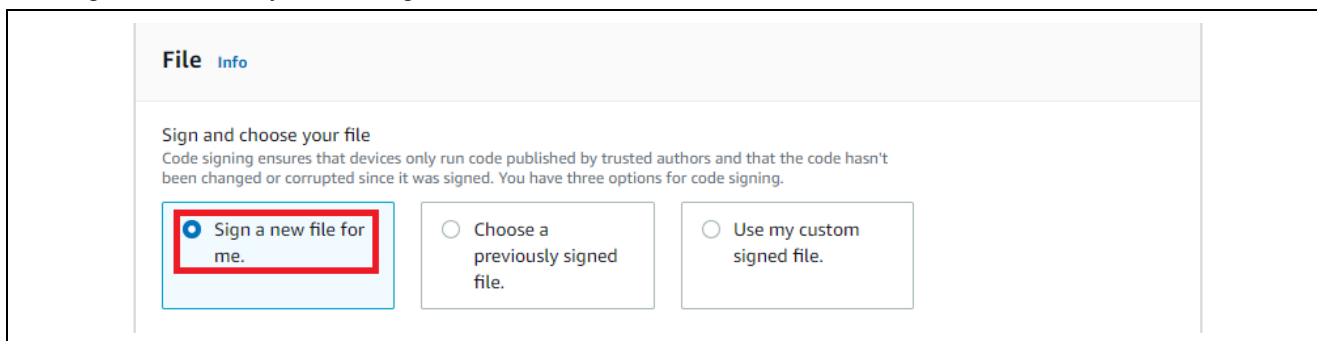 File Info
Sign and choose your file
Code signing ensures that devices only run code published by trusted authors and that the code hasn't
been changed or corrupted since it was signed. You have three options for code signing.
Sign a new file for
me.
Choose a
previously signed
file.
Use my custom
signed file.